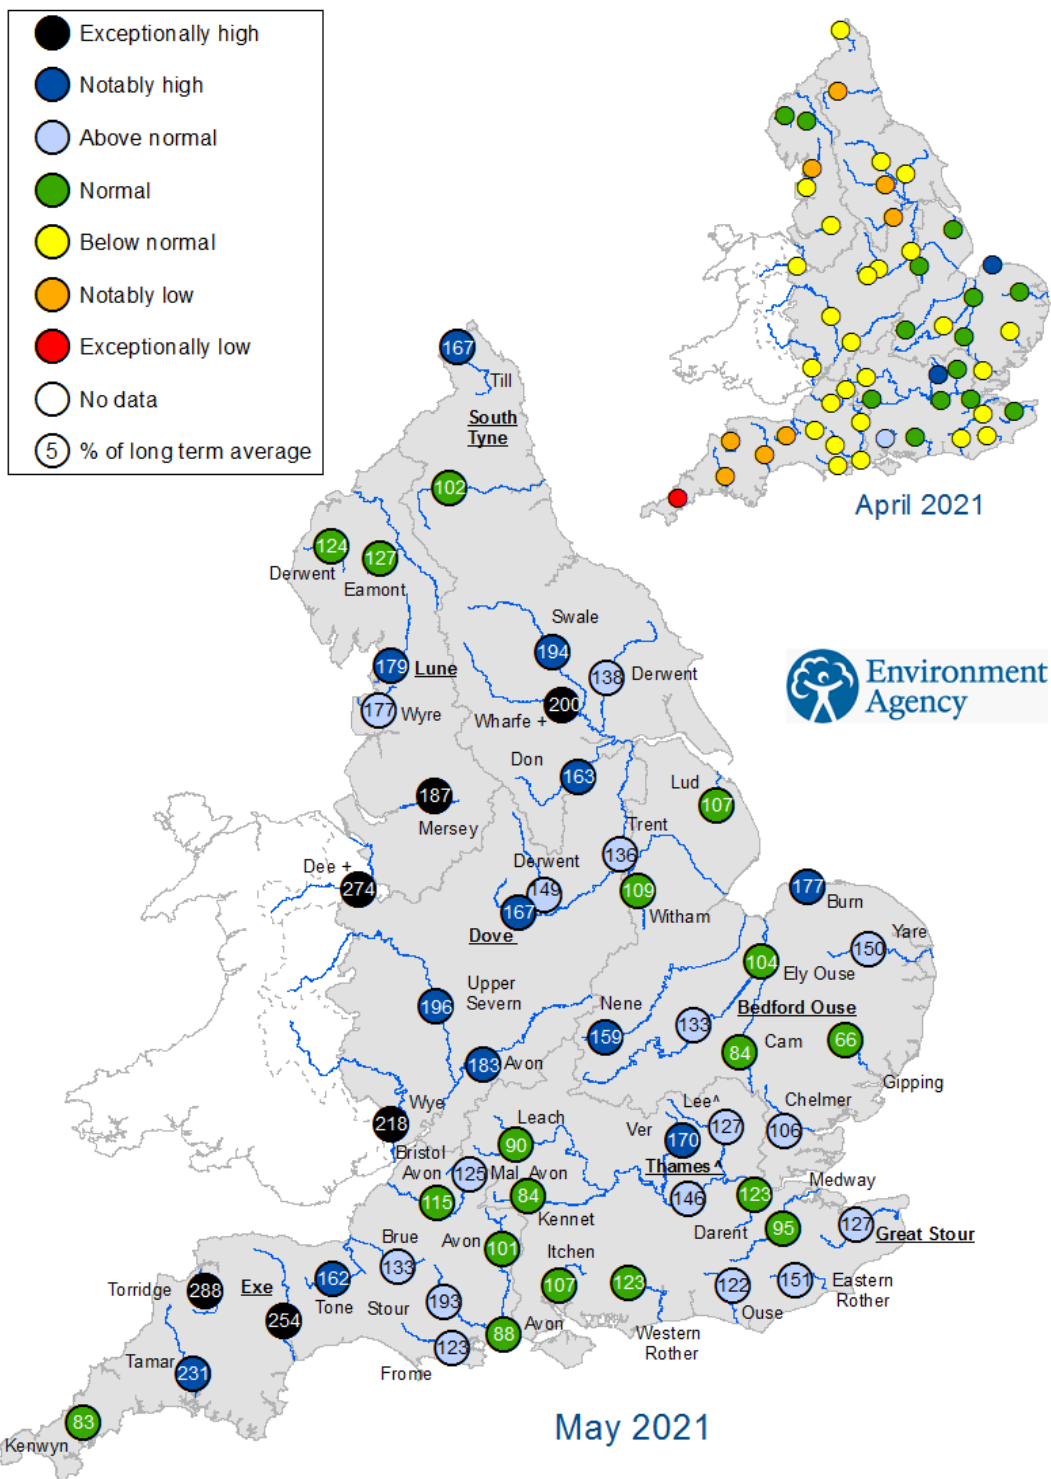 Exceptionally high
Notably high
Above normal
Normal
Below normal
Notably low
Exceptionally low
No data
5 % of long term average
April 2021
Environment
Agency
167
Till
South
Tyne
102
124
Derwent
127
Eamont
Swale
194
179
Lune
138
Derwent
177
Wyre
200
Wharfe +
Don
163
187
Mersey
Lud
107
Trent
136
Derwent
149
Dee +
274
167
Dove
109
Witham
177
Burn
Yare
150
104
Ely Ouse
Upper
Severn
196
Nene
159
133
Bedford Ouse
84
Cam
66
Gipping
183
Avon
Wye
218
Leach
90
Ver
170
Lee^
127
Chelmer
106
Thames^
146
Bristol
Avon
125
Mal_Avon
115
84
Kennet
123
Darent
Medway
95
127
Great Stour
Brue
133
Avon
101
Itchen
107
123
Western
Rother
122
Ouse
151
Eastern
Rother
Torridge
288
Exe
254
162
Tone
Stour
193
88
Avon
123
Frome
Tamar
231
83
Kenwyn
May 2021